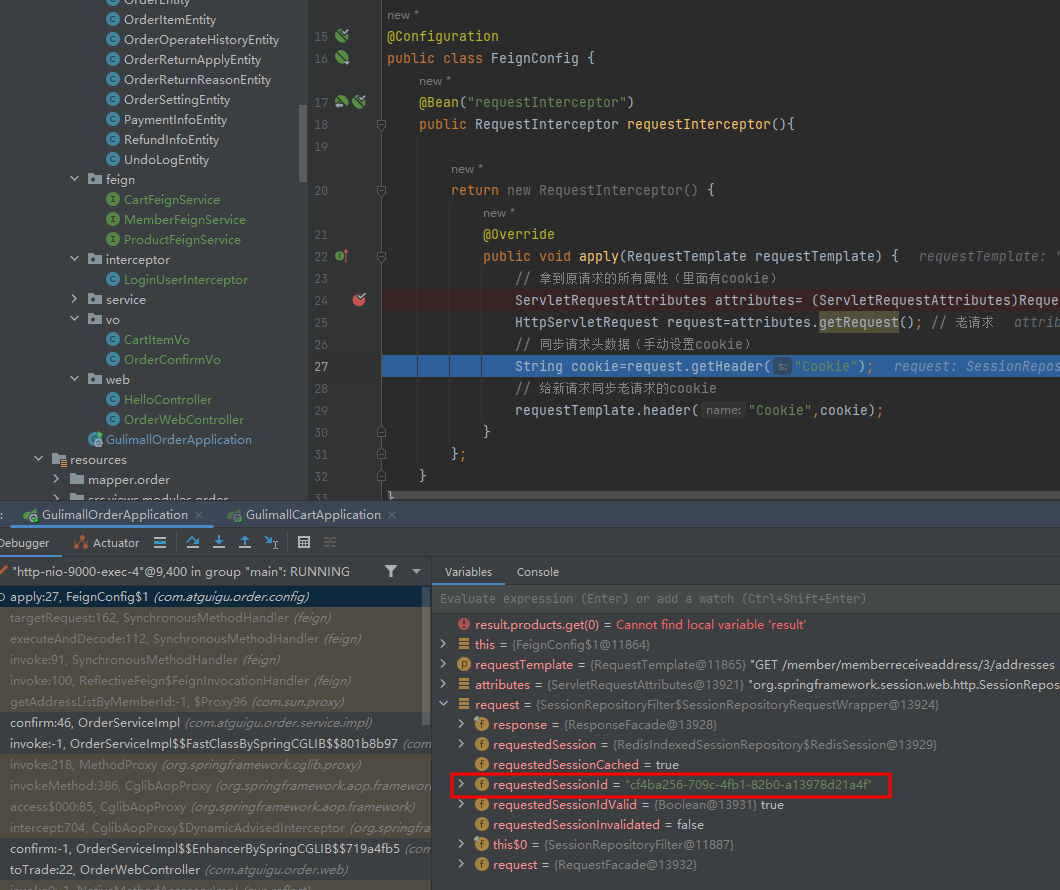 OrderEntity
OrderItemEntity
OrderOperateHistoryEntity
OrderReturnApplyEntity
OrderReturnReasonEntity
OrderSettingEntity
PaymentInfoEntity
RefundInfoEntity
UndoLogEntity
feign
CartFeignService
MemberFeignService
ProductFeignService
interceptor
LoginUserInterceptor
service
vo
CartItemVo
OrderConfirmVo
web
HelloController
OrderWebController
GulimallOrderApplication
resources
mapper.order
src.views.modules.order
new *
15 @Configuration
16 public class FeignConfig {
new *
17 @Bean("requestInterceptor")
18 public RequestInterceptor requestInterceptor(){
19
new *
20 return new RequestInterceptor() {
new *
21 @Override
22 public void apply(RequestTemplate requestTemplate) { requestTemplate: "
23 // 拿到原请求的所有属性（里面有cookie）
24 ServletRequestAttributes attributes= (ServletRequestAttributes)Reque
25 HttpServletRequest request=attributes.getRequest(); // 老请求 attrib
26 // 同步请求头数据（手动设置cookie）
27 String cookie=request.getHeader( s: "Cookie"); request: SessionRepos
28 // 给新请求同步老请求的cookie
29 requestTemplate.header( name: "Cookie",cookie);
30 }
31 };
32 }
33 }
: GulimallOrderApplication × GulimallCartApplication ×
Debugger Actuator
"http-nio-9000-exec-4"@9,400 in group "main": RUNNING
apply:27, FeignConfig$1 (com.atguigu.order.config)
targetRequest:162, SynchronousMethodHandler (feign)
executeAndDecode:112, SynchronousMethodHandler (feign)
invoke:91, SynchronousMethodHandler (feign)
invoke:100, ReflectiveFeign$FeignInvocationHandler (feign)
getAddressListByMemberId:-1, $Proxy96 (com.sun.proxy)
confirm:46, OrderServiceImpl (com.atguigu.order.service.impl)
invoke:-1, OrderServiceImpl$$FastClassBySpringCGLIB$$801b8b97 (com
invoke:218, MethodProxy (org.springframework.cglib.proxy)
invokeMethod:386, CglibAopProxy (org.springframework.aop.framework
access$000:85, CglibAopProxy (org.springframework.aop.framework)
intercept:704, CglibAopProxy$DynamicAdvisedInterceptor (org.springfra
confirm:-1, OrderServiceImpl$$EnhancerBySpringCGLIB$$719a4fb5 (co
toTrade:22, OrderWebController (com.atguigu.order.web)
Variables Console
Evaluate expression (Enter) or add a watch (Ctrl+Shift+Enter)
result.products.get(0) = Cannot find local variable 'result'
this = {FeignConfig$1@11864}
requestTemplate = {RequestTemplate@11865} "GET /member/memberreceiveaddress/3/addresses
attributes = {ServletRequestAttributes@13921} "org.springframework.session.web.http.SessionRepos
request = {SessionRepositoryFilter$SessionRepositoryRequestWrapper@13924}
response = {ResponseFacade@13928}
requestedSession = {RedisIndexedSessionRepository$RedisSession@13929}
requestedSessionCached = true
requestedSessionId = "cf4ba256-709c-4fb1-82b0-a13978d21a4f"
requestedSessionIdValid = {Boolean@13931} true
requestedSessionInvalidated = false
this$0 = {SessionRepositoryFilter@11887}
request = {RequestFacade@13932}